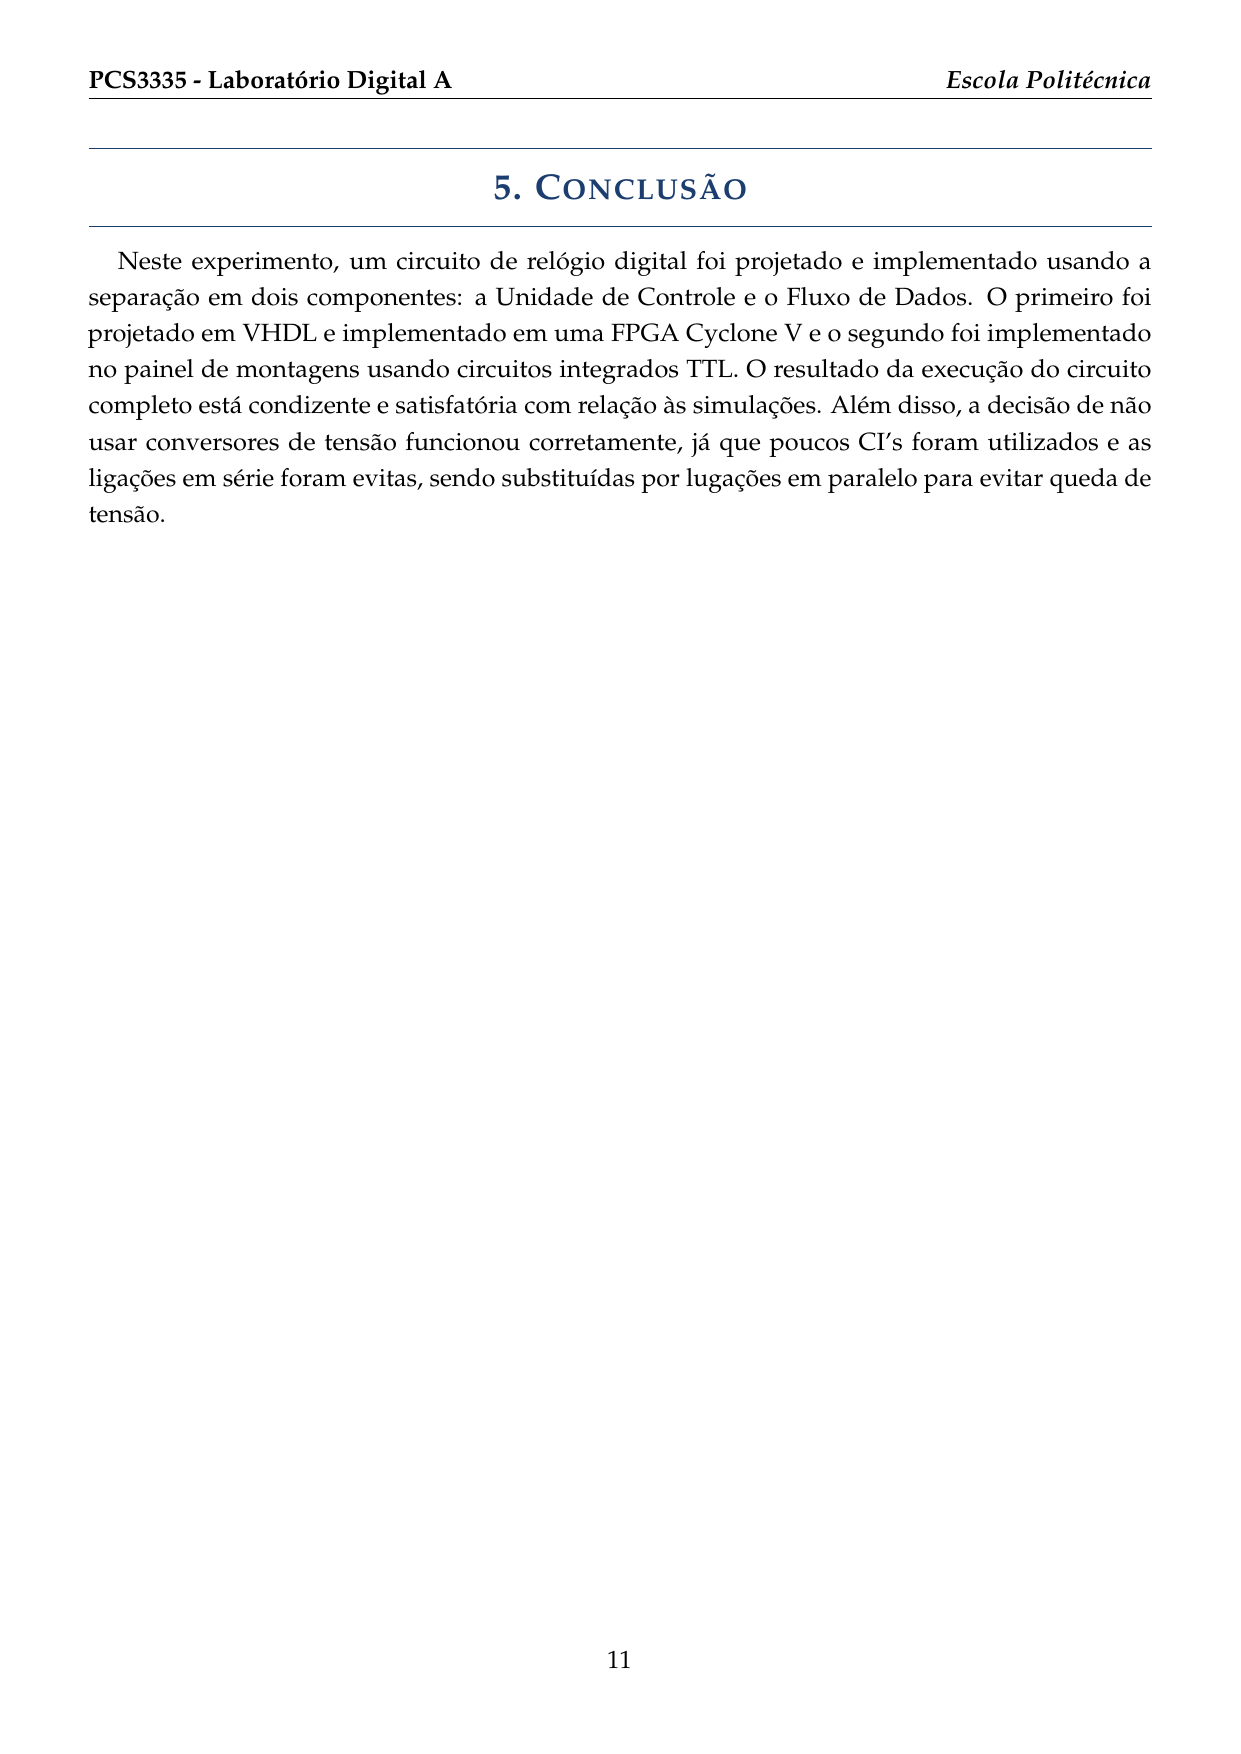 PCS3335 - Laboratório Digital A Escola Politécnica
5. CONCLUSÃO
Neste experimento, um circuito de relógio digital foi projetado e implementado usando a
separação em dois componentes: a Unidade de Controle e o Fluxo de Dados. O primeiro foi
projetado em VHDL e implementado em uma FPGA Cyclone V e o segundo foi implementado
no painel de montagens usando circuitos integrados TTL. O resultado da execução do circuito
completo está condizente e satisfatória com relação às simulações. Além disso, a decisão de não
usar conversores de tensão funcionou corretamente, já que poucos CI’s foram utilizados e as
ligações em série foram evitas, sendo substituídas por lugações em paralelo para evitar queda de
tensão.
11